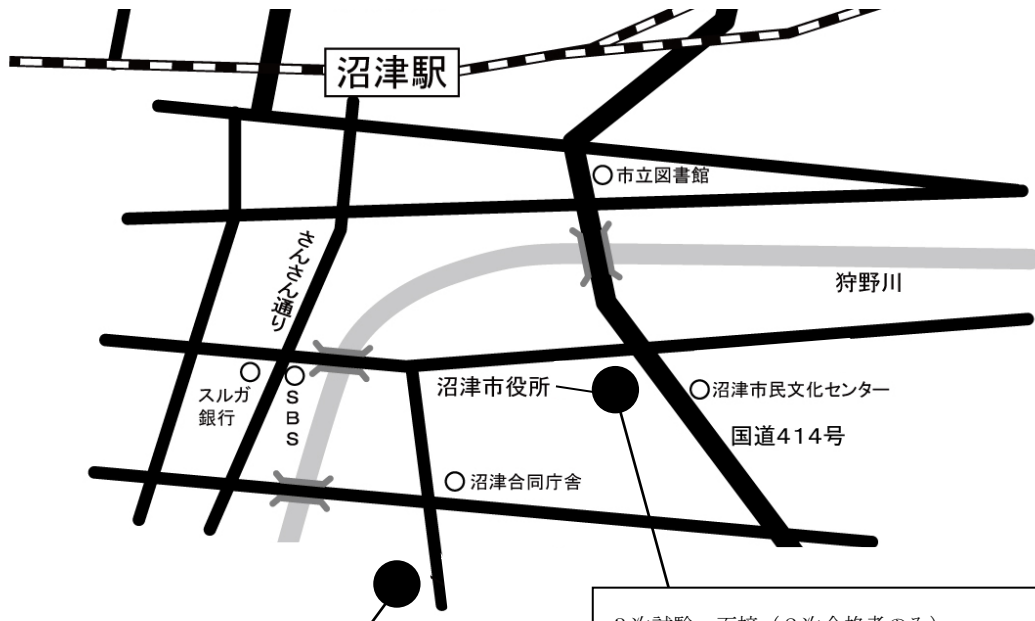 沼津駅
市立図書館
さんさん通り
狩野川
スルガ
銀行
SBS
沼津市役所
沼津市民文化センター
国道414号
沼津合同庁舎